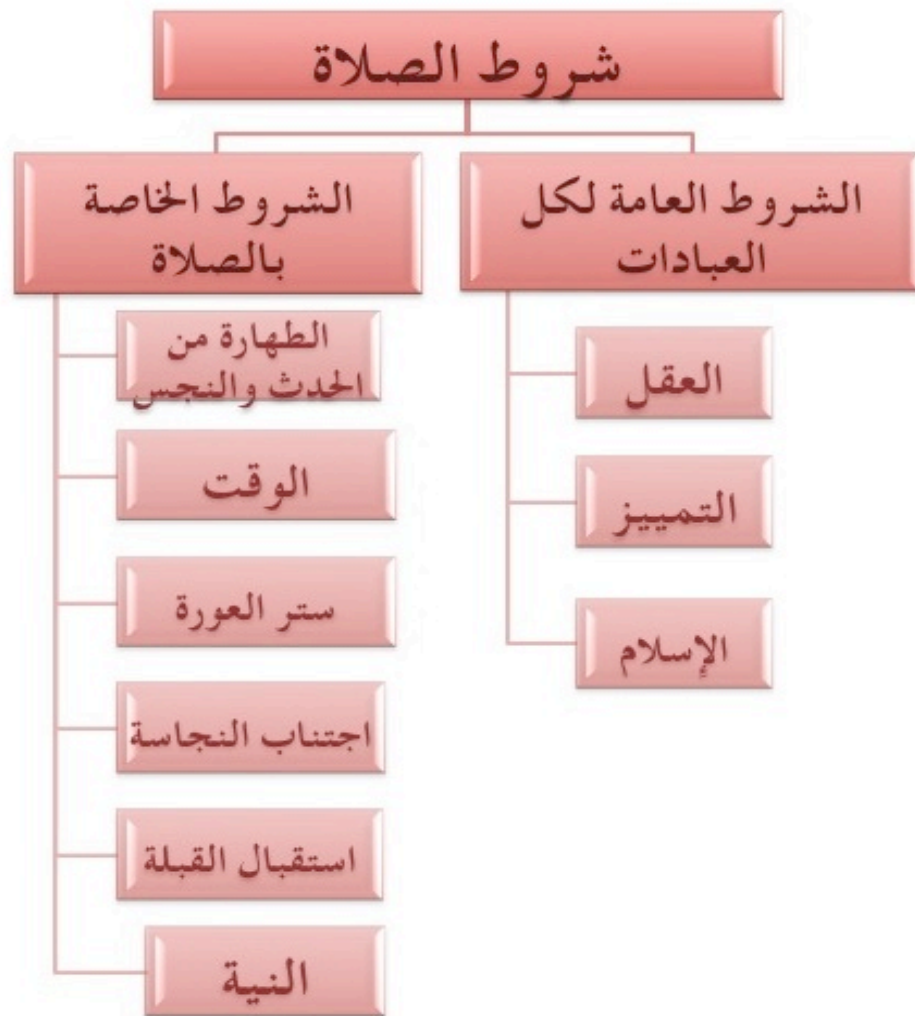 شروط الصلاة
الشروط العامة لكل
العبادات
العقل
التمييز
الإسلام
الشروط الخاصة
بالصلاة
الطهارة من
الحدث والنجس
الوقت
ستر العورة
اجتناب النجاسة
استقبال القبلة
النية